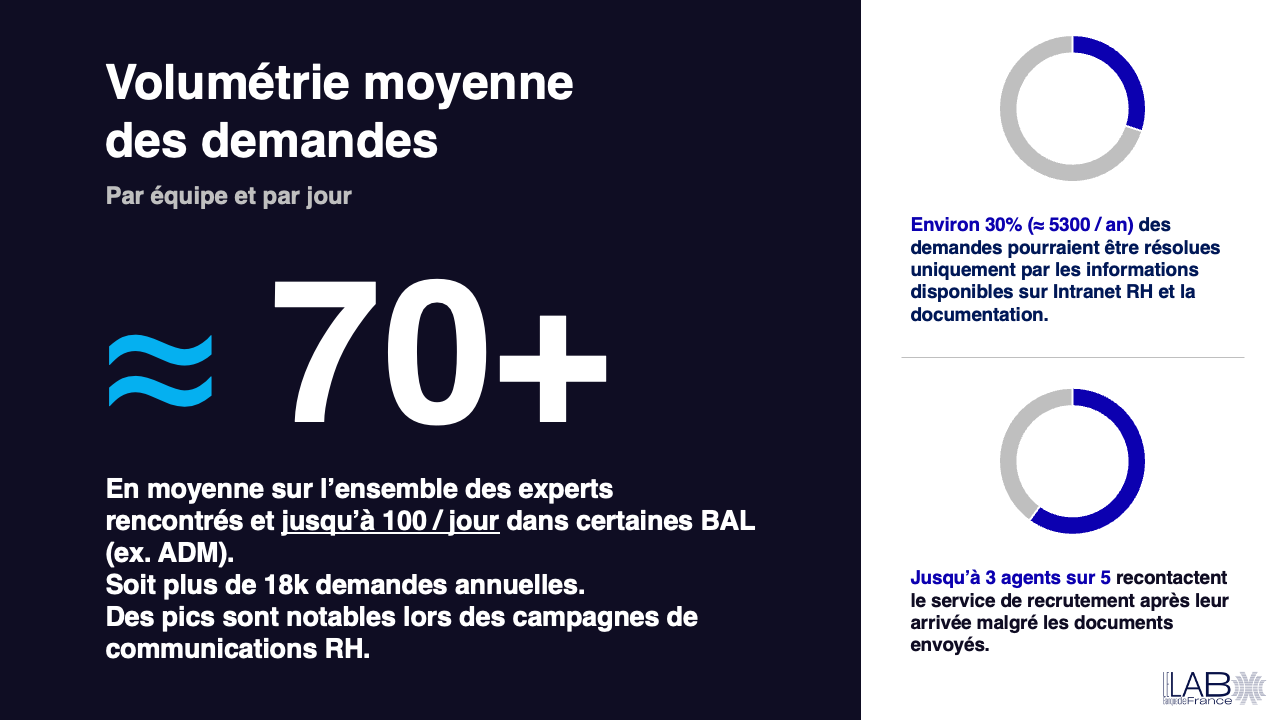 Volumétrie moyenne
des demandes
Par équipe et par jour
≈ 70+
En moyenne sur l’ensemble des experts
rencontrés et jusqu’à 100 / jour dans certaines BAL
(ex. ADM).
Soit plus de 18k demandes annuelles.
Des pics sont notables lors des campagnes de
communications RH.
Environ 30% (≈ 5300 / an) des
demandes pourraient être résolues
uniquement par les informations
disponibles sur Intranet RH et la
documentation.
Jusqu’à 3 agents sur 5 recontactent
le service de recrutement après leur
arrivée malgré les documents
envoyés.
LAB
Banque de France